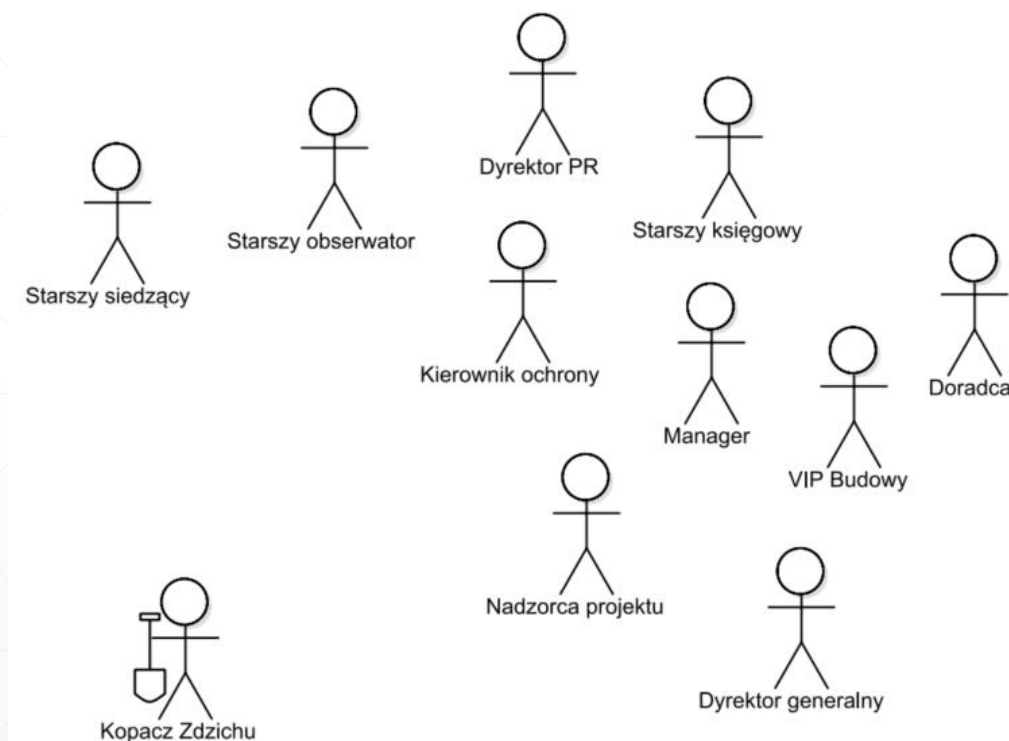 Dyrektor PR
Starszy księgowy
Starszy obserwator
Starszy siedzący
Kierownik ochrony
Doradca
Manager
VIP Budowy
Nadzorca projektu
Dyrektor generalny
Kopacz Zdzichu